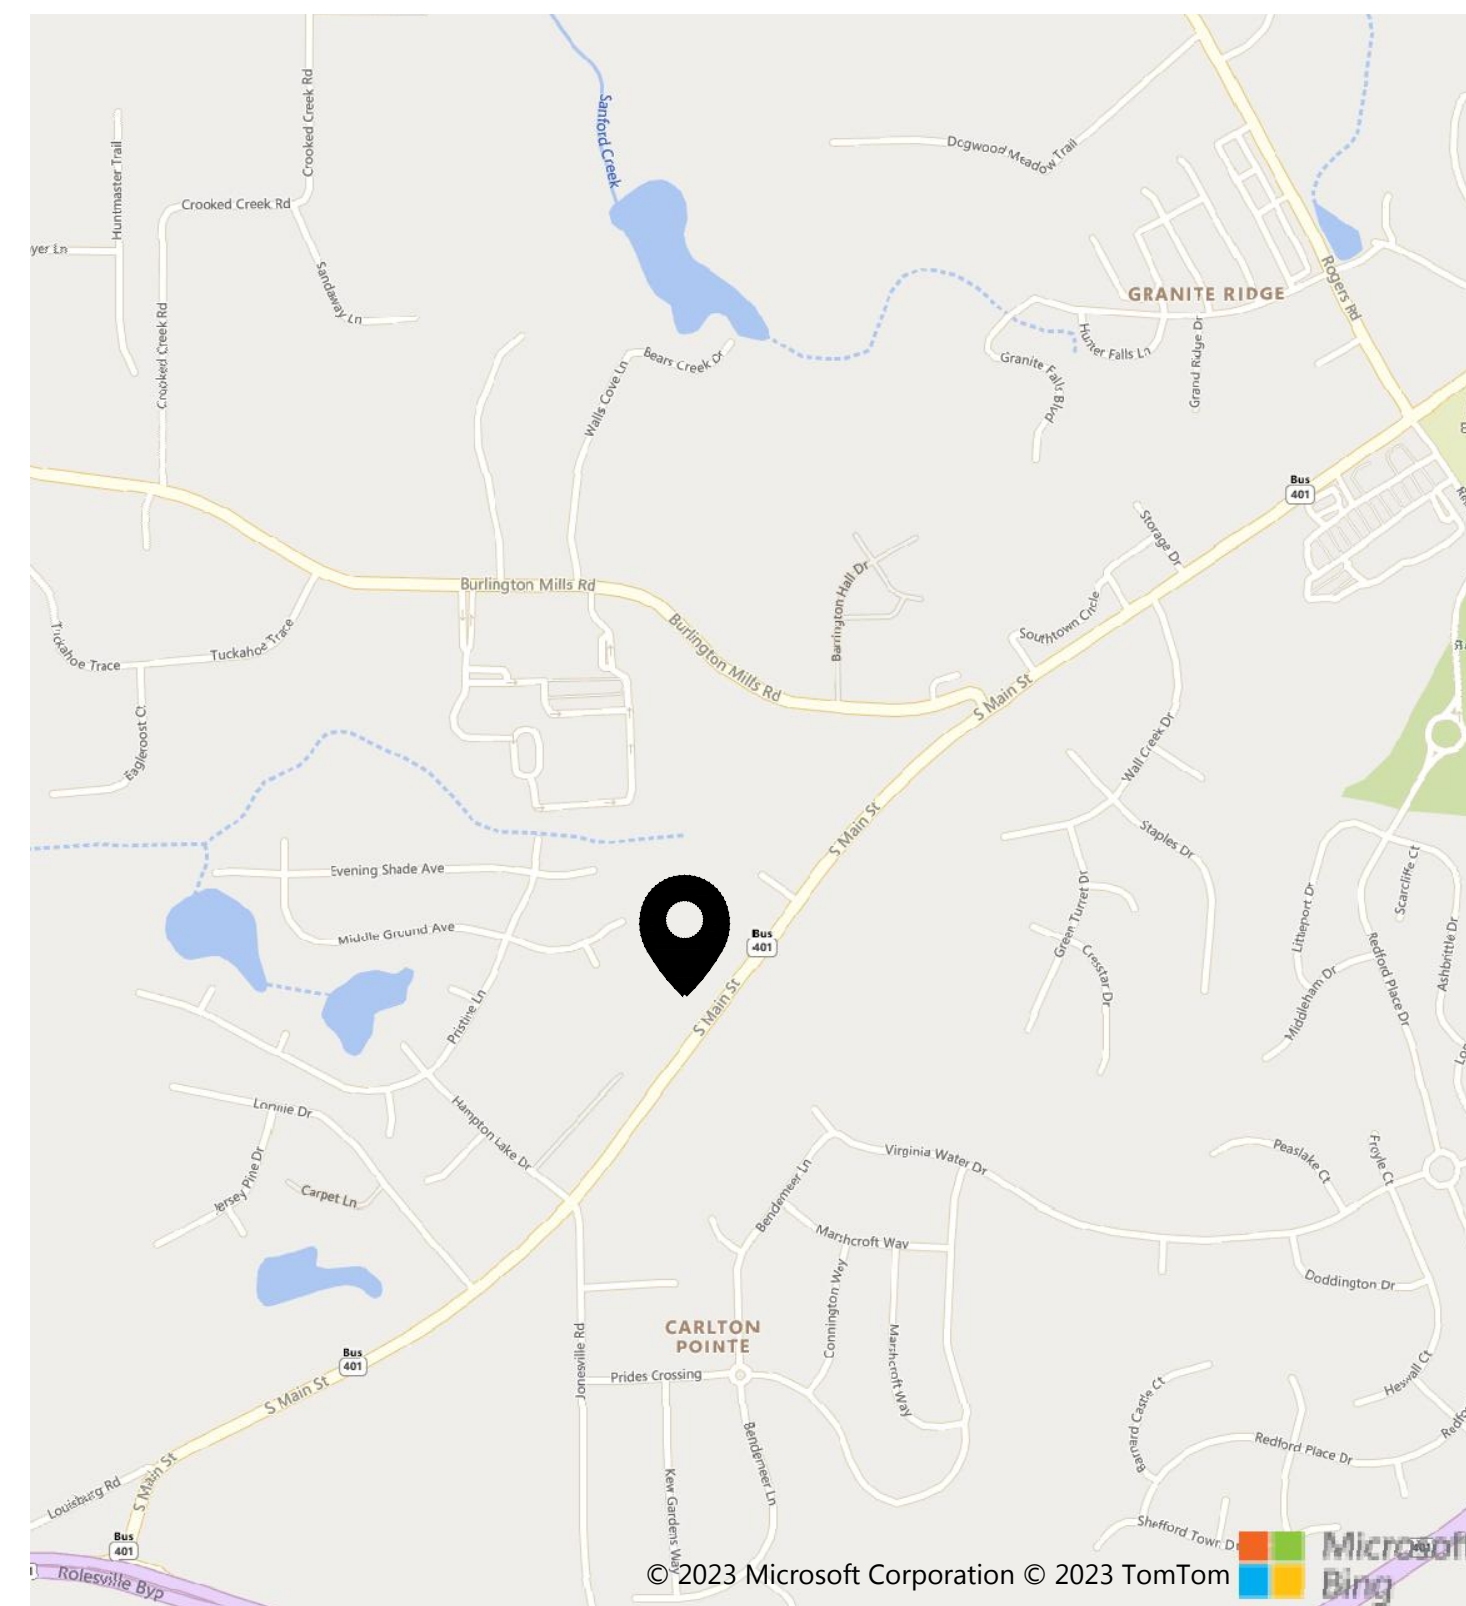 Sanford Creek
Crooked Creek Rd
Huntmaster Trail
Crooked Creek Rd
yer Ln
Dogwood Meadow Trail
Sandaway Ln
Crooked Creek Rd
Rogers Rd
GRANITE RIDGE
Hunter Falls Ln
Grand Ridge Dr
Granite Falls Blvd
Bears Creek Dr
Walls Cove Ln
Bus
401
Storage Dr
Burlington Mills Rd
Barrington Hall Dr
Southtown Circle
Burlington Mills Rd
Tuckahoe Trace
Tuckahoe Trace
S Main St
Eagleroost Ct
Wall Creek Dr
S Main St
Staples Dr
Evening Shade Ave
Middle Ground Ave
Green Turret Dr
Littleport Dr
Scarcliffe Ct
Bus
401
Cresstar Dr
Redford Place Dr
Ashbrittle Dr
Middleham Dr
S Main St
Pristine Ln
Lonnie Dr
Hampton Lake Dr
Jersey Pine Dr
Carpet Ln
Virginia Water Dr
Bendemeer Ln
Peaslake Ct
Froyle Ct
Marshcroft Way
Connington Way
Doddington Dr
CARLTON
POINTE
Marshcroft Way
Jonesville Rd
Prides Crossing
Bus
401
S Main St
Heswall Ct
Barnard Castle Ct
Redford Place Dr
Redfo
Bendemeer Ln
Kew Gardens Way
S Main St
Louisburg Rd
Shefford Town Dr
Bus
401
Rolesville Byp
© 2023 Microsoft Corporation © 2023 TomTom
Microsoft
Bing